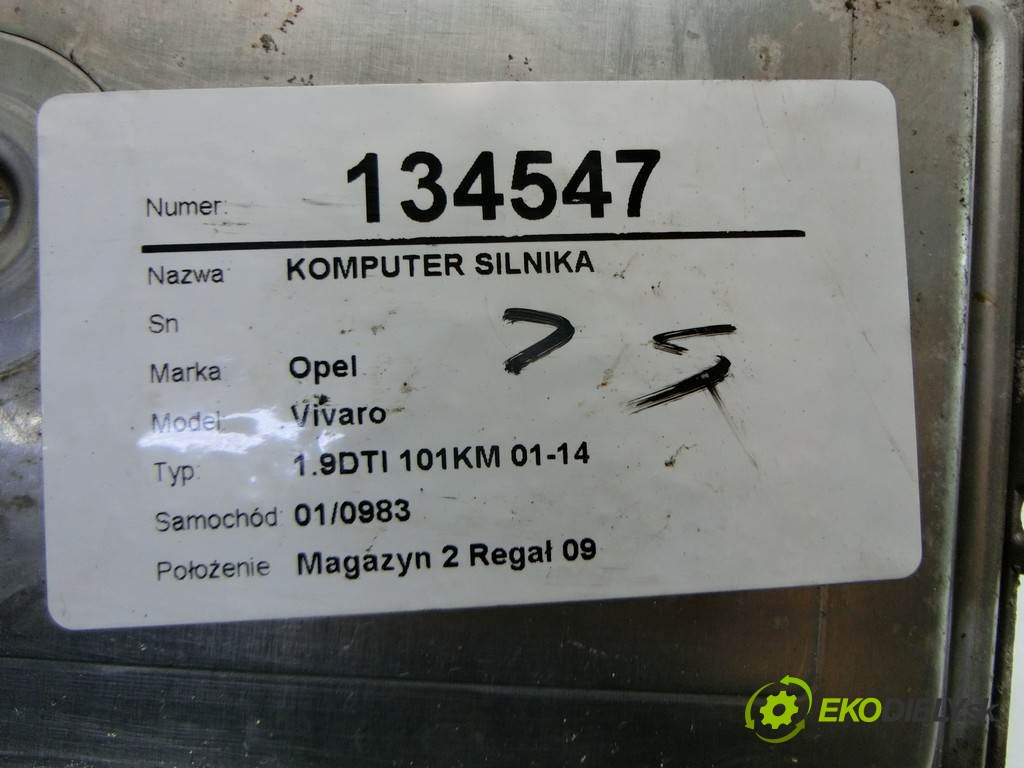 Numer: 134547
Nazwa KOMPUTER SILNIKA
Sn
Marka Opel
Model: Vivaro
Typ: 1.9DTI 101KM 01-14
Samochód 01/0983
Położenie Magazyn 2 Regał 09
EKODIELY.sk